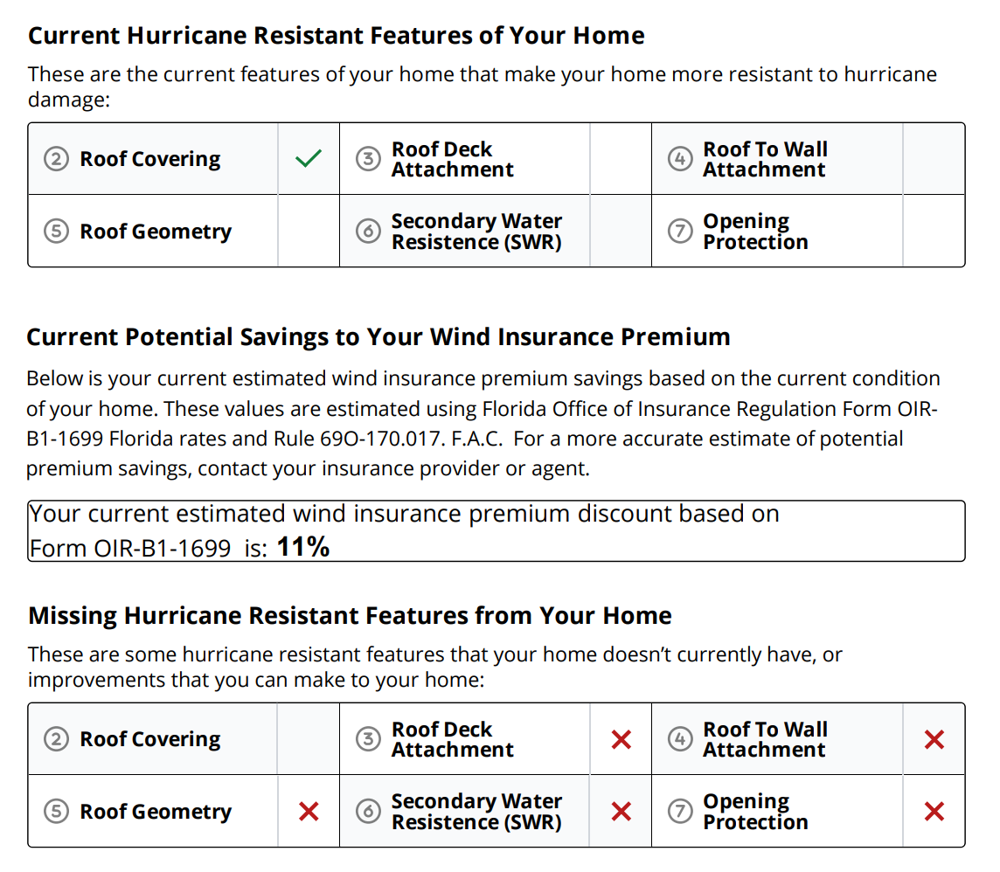 Current Hurricane Resistant Features of Your Home
These are the current features of your home that make your home more resistant to hurricane
damage:
② Roof Covering ✓ ③ Roof Deck Attachment ④ Roof To Wall Attachment
⑤ Roof Geometry ⑥ Secondary Water Resistence (SWR) ⑦ Opening Protection
Current Potential Savings to Your Wind Insurance Premium
Below is your current estimated wind insurance premium savings based on the current condition
of your home. These values are estimated using Florida Office of Insurance Regulation Form OIR-
B1-1699 Florida rates and Rule 69O-170.017. F.A.C.  For a more accurate estimate of potential
premium savings, contact your insurance provider or agent.
Your current estimated wind insurance premium discount based on
Form OIR-B1-1699  is: 11%
Missing Hurricane Resistant Features from Your Home
These are some hurricane resistant features that your home doesn’t currently have, or
improvements that you can make to your home:
② Roof Covering ③ Roof Deck Attachment ✕ ④ Roof To Wall Attachment ✕
⑤ Roof Geometry ✕ ⑥ Secondary Water Resistence (SWR) ✕ ⑦ Opening Protection ✕